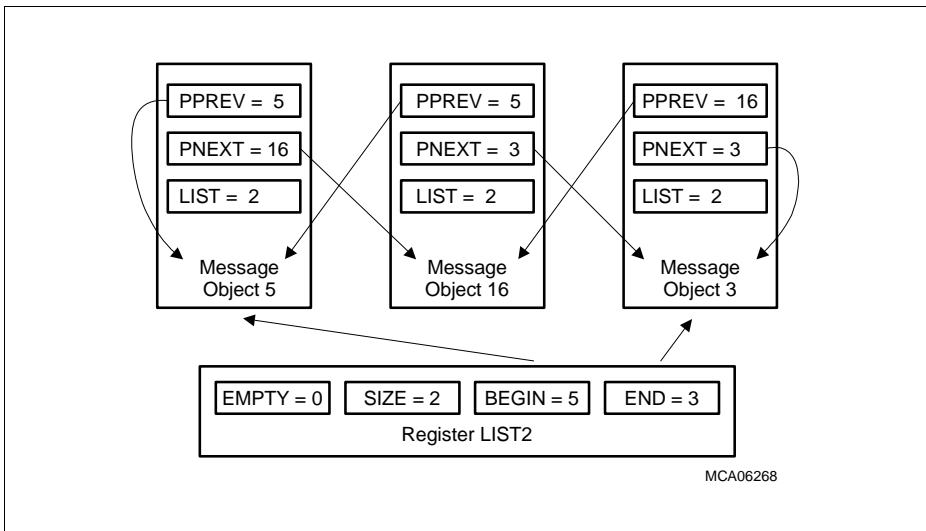 PPREV = 5
PNEXT = 16
LIST = 2
Message
Object 5
PPREV = 5
PNEXT = 3
LIST = 2
Message
Object 16
PPREV = 16
PNEXT = 3
LIST = 2
Message
Object 3
EMPTY = 0 SIZE = 2 BEGIN = 5 END = 3
Register LIST2
MCA06268